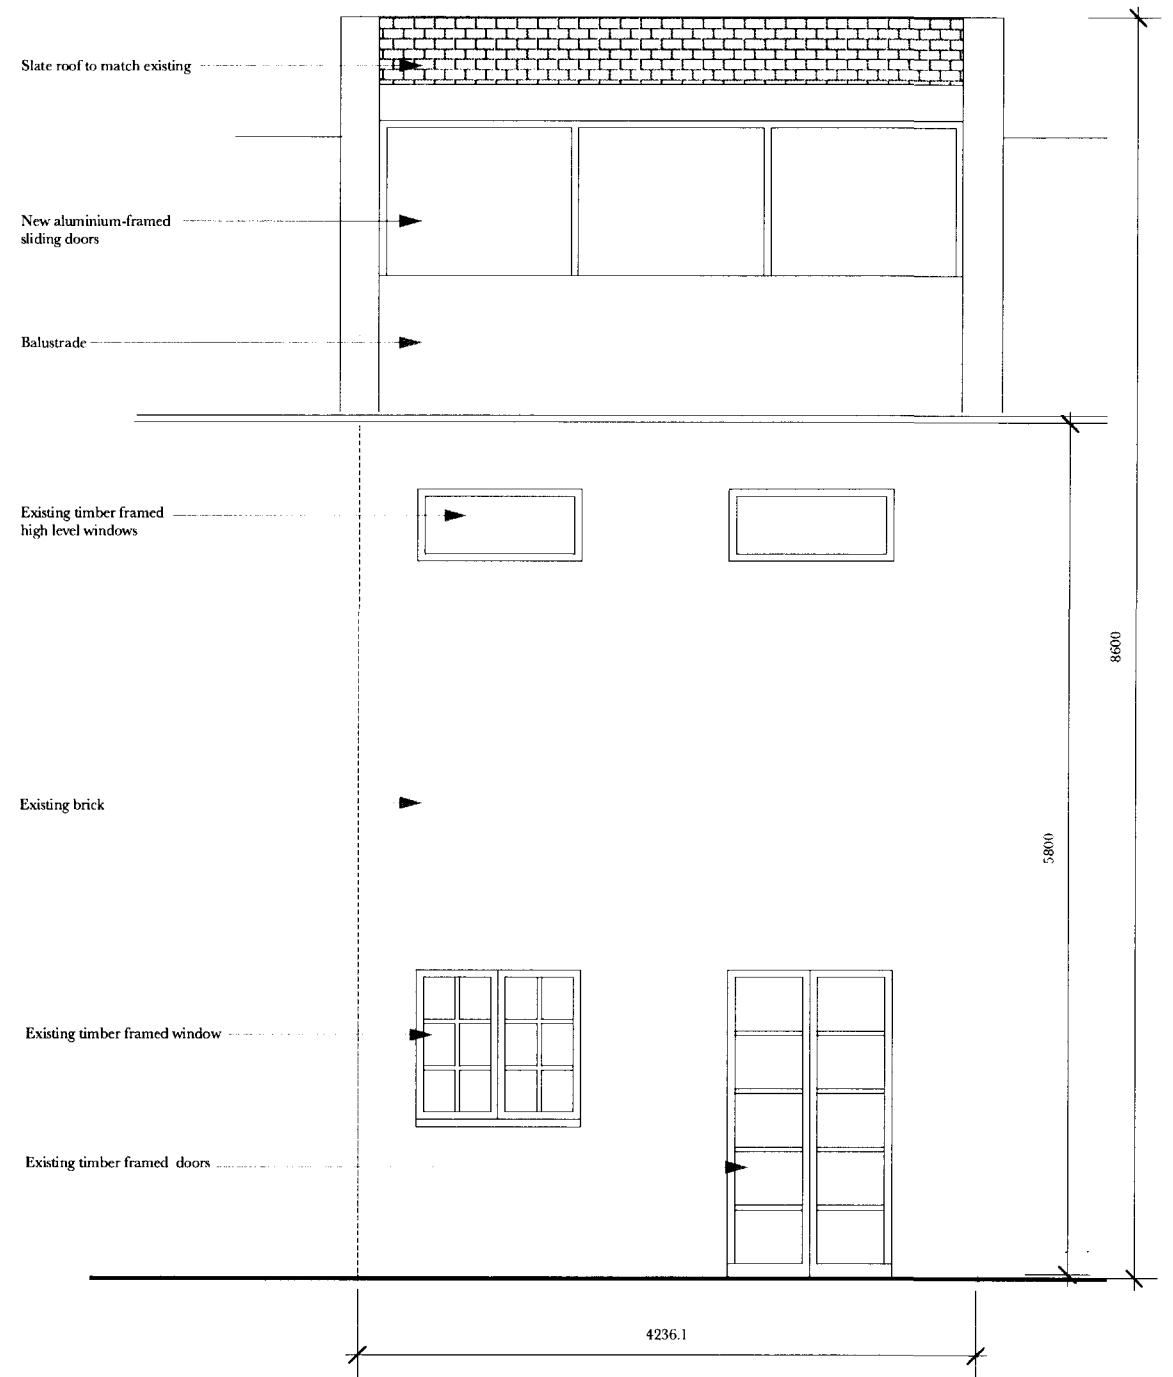 Slate roof to match existing
New aluminium-framed
sliding doors
Balustrade
Existing timber framed
high level windows
8600
Existing brick
5800
Existing timber framed window
Existing timber framed doors
4236.1